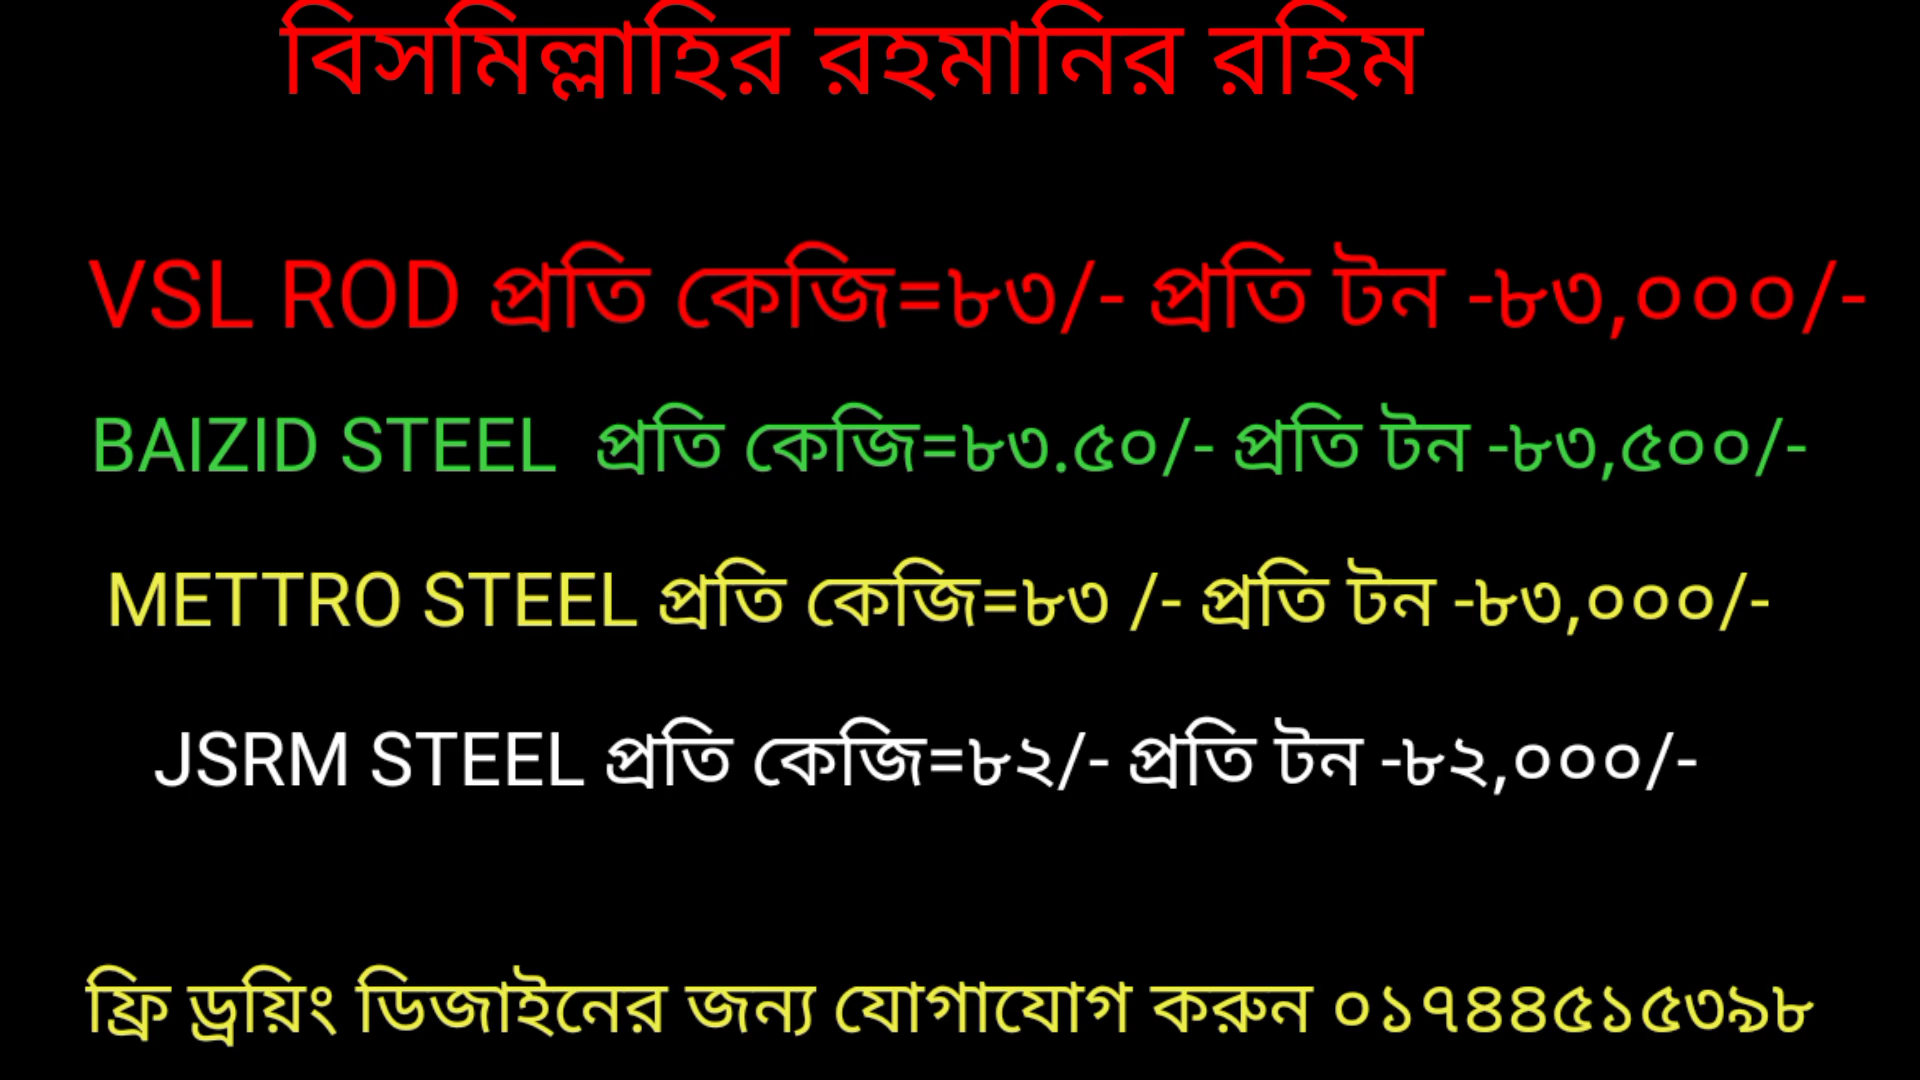 বিসমিল্লাহির রহমানির রহিম
VSL ROD প্রতি কেজি=৮৩/- প্রতি টন -৮৩,০০০/-
BAIZID STEEL প্রতি কেজি=৮৩.৫০/- প্রতি টন -৮৩,৫০০/-
METTRO STEEL প্রতি কেজি=৮৩ /- প্রতি টন -৮৩,০০০/-
JSRM STEEL প্রতি কেজি=৮২/- প্রতি টন -৮২,০০০/-
ফ্রি ড্রয়িং ডিজাইনের জন্য যোগাযোগ করুন ০১৭৪৪৫১৫৩৯৮